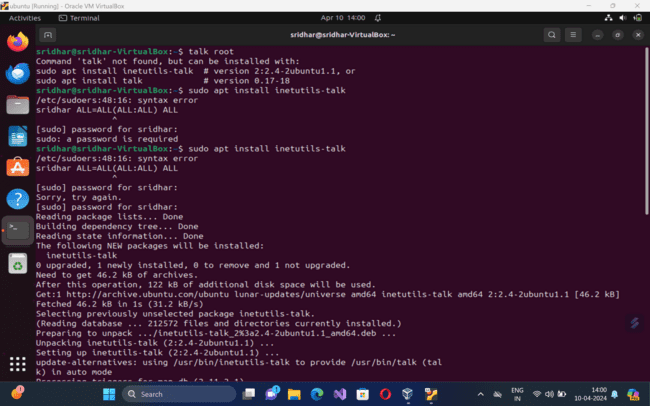 ubuntu [Running] - Oracle VM VirtualBox
Activities
Terminal
Apr 10 14:00
sridhar@sridhar-VirtualBox: ~
sridhar@sridhar-VirtualBox:~$ talk root
Command 'talk' not found, but can be installed with:
sudo apt install inetutils-talk  # version 2:2.4-2ubuntu1.1, or
sudo apt install talk            # version 0.17-18
sridhar@sridhar-VirtualBox:~$ sudo apt install inetutils-talk
/etc/sudoers:48:16: syntax error
sridhar ALL=ALL(ALL:ALL) ALL
^
[sudo] password for sridhar:
sudo: a password is required
sridhar@sridhar-VirtualBox:~$ sudo apt install inetutils-talk
/etc/sudoers:48:16: syntax error
sridhar ALL=ALL(ALL:ALL) ALL
^
[sudo] password for sridhar:
Sorry, try again.
[sudo] password for sridhar:
Reading package lists... Done
Building dependency tree... Done
Reading state information... Done
The following NEW packages will be installed:
inetutils-talk
0 upgraded, 1 newly installed, 0 to remove and 1 not upgraded.
Need to get 46.2 kB of archives.
After this operation, 122 kB of additional disk space will be used.
Get:1 http://archive.ubuntu.com/ubuntu lunar-updates/universe amd64 inetutils-talk amd64 2:2.4-2ubuntu1.1 [46.2 kB]
Fetched 46.2 kB in 1s (31.2 kB/s)
Selecting previously unselected package inetutils-talk.
(Reading database ... 212572 files and directories currently installed.)
Preparing to unpack .../inetutils-talk_2%3a2.4-2ubuntu1.1_amd64.deb ...
Unpacking inetutils-talk (2:2.4-2ubuntu1.1) ...
Setting up inetutils-talk (2:2.4-2ubuntu1.1) ...
update-alternatives: using /usr/bin/inetutils-talk to provide /usr/bin/talk (tal
k) in auto mode
Search
ENG
IN
14:00
10-04-2024